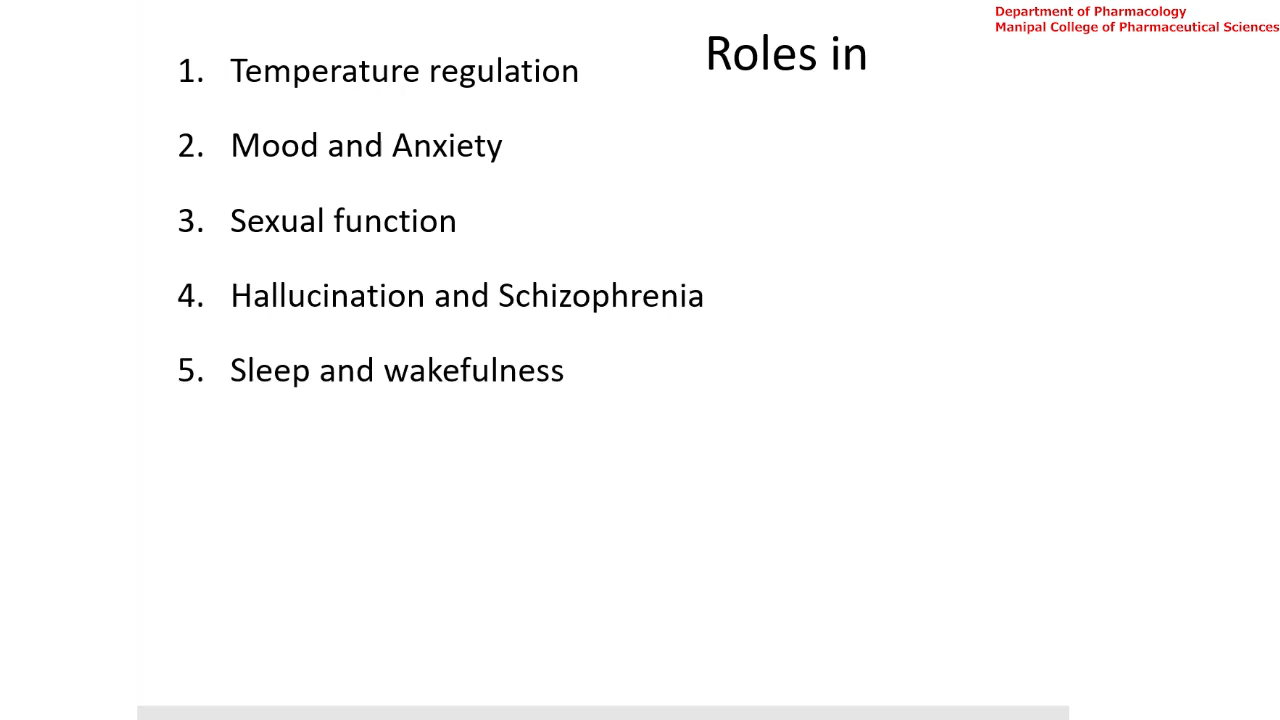 Department of Pharmacology
Manipal College of Pharmaceutical Sciences
Roles in
1. Temperature regulation
2. Mood and Anxiety
3. Sexual function
4. Hallucination and Schizophrenia
5. Sleep and wakefulness